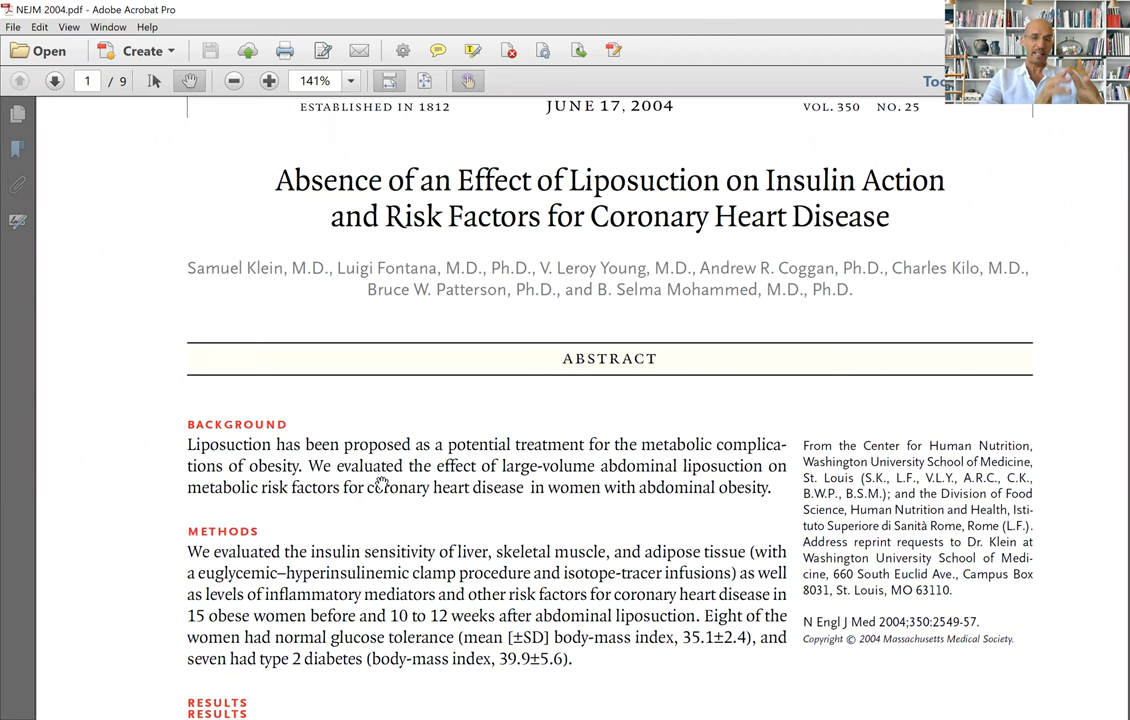 NEJM 2004.pdf - Adobe Acrobat Pro
File Edit View Window Help
Open Create
1 / 9 141%
ESTABLISHED IN 1812 JUNE 17, 2004 VOL. 350 NO. 25
Absence of an Effect of Liposuction on Insulin Action
and Risk Factors for Coronary Heart Disease
Samuel Klein, M.D., Luigi Fontana, M.D., Ph.D., V. Leroy Young, M.D., Andrew R. Coggan, Ph.D., Charles Kilo, M.D.,
Bruce W. Patterson, Ph.D., and B. Selma Mohammed, M.D., Ph.D.
ABSTRACT
BACKGROUND
Liposuction has been proposed as a potential treatment for the metabolic complica-
tions of obesity. We evaluated the effect of large-volume abdominal liposuction on
metabolic risk factors for coronary heart disease in women with abdominal obesity.
METHODS
We evaluated the insulin sensitivity of liver, skeletal muscle, and adipose tissue (with
a euglycemic–hyperinsulinemic clamp procedure and isotope-tracer infusions) as well
as levels of inflammatory mediators and other risk factors for coronary heart disease in
15 obese women before and 10 to 12 weeks after abdominal liposuction. Eight of the
women had normal glucose tolerance (mean [±SD] body-mass index, 35.1±2.4), and
seven had type 2 diabetes (body-mass index, 39.9±5.6).
RESULTS
RESULTS
From the Center for Human Nutrition,
Washington University School of Medicine,
St. Louis (S.K., L.F., V.L.Y., A.R.C., C.K.,
B.W.P., B.S.M.); and the Division of Food
Science, Human Nutrition and Health, Isti-
tuto Superiore di Sanità Rome, Rome (L.F.).
Address reprint requests to Dr. Klein at
Washington University School of Medi-
cine, 660 South Euclid Ave., Campus Box
8031, St. Louis, MO 63110.
N Engl J Med 2004;350:2549-57.
Copyright © 2004 Massachusetts Medical Society.